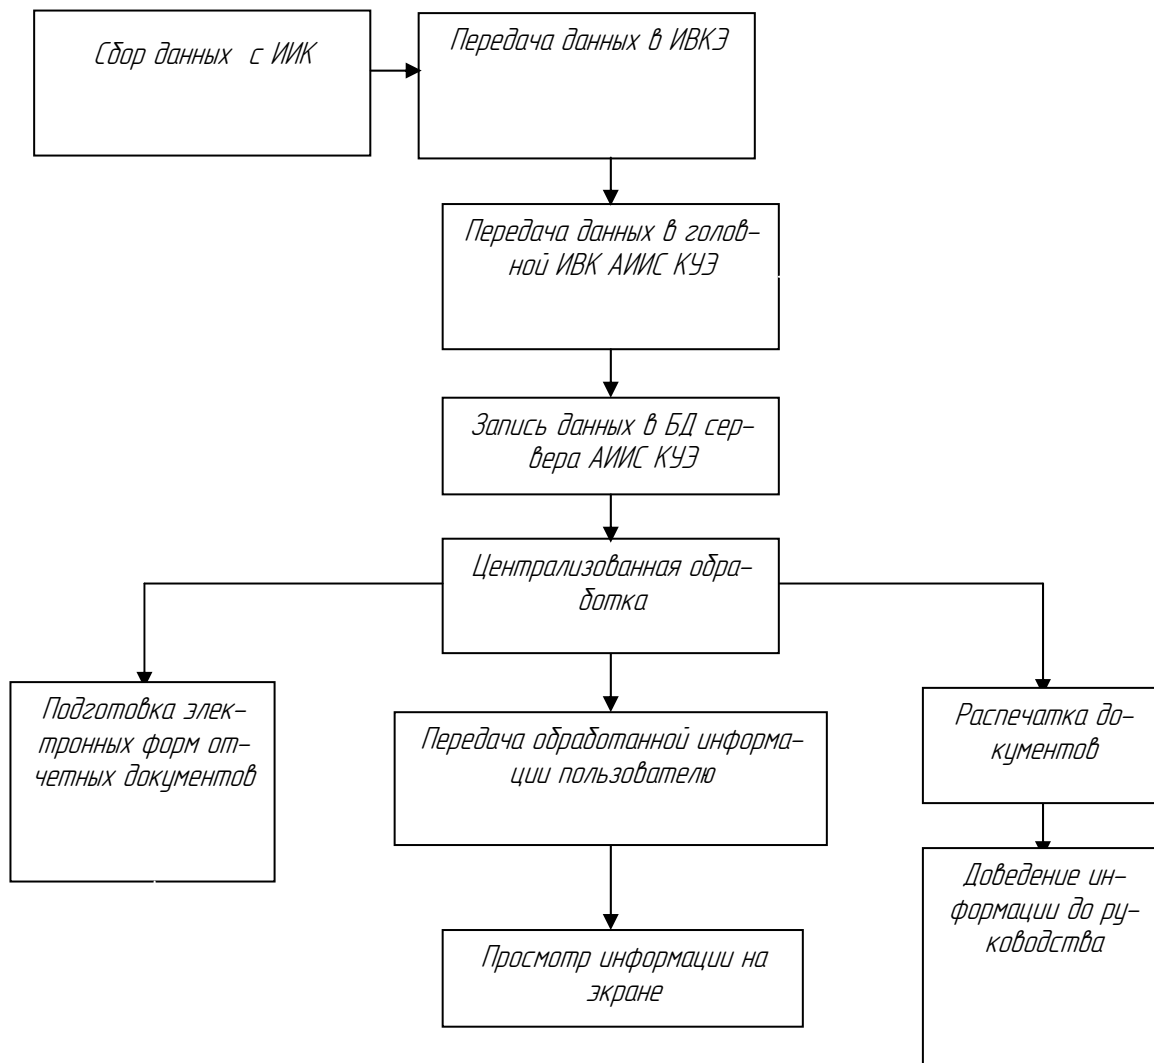 Сбор данных с ИИК
Передача данных в ИВКЭ
Передача данных в голов-
ной ИВК АИИС КУЭ
Запись данных в БД сер-
вера АИИС КУЭ
Централизованная обра-
ботка
Подготовка элек-
тронных форм от-
четных документов
Передача обработанной информа-
ции пользователю
Распечатка до-
кументов
Просмотр информации на
экране
Доведение ин-
формации до ру-
ководства